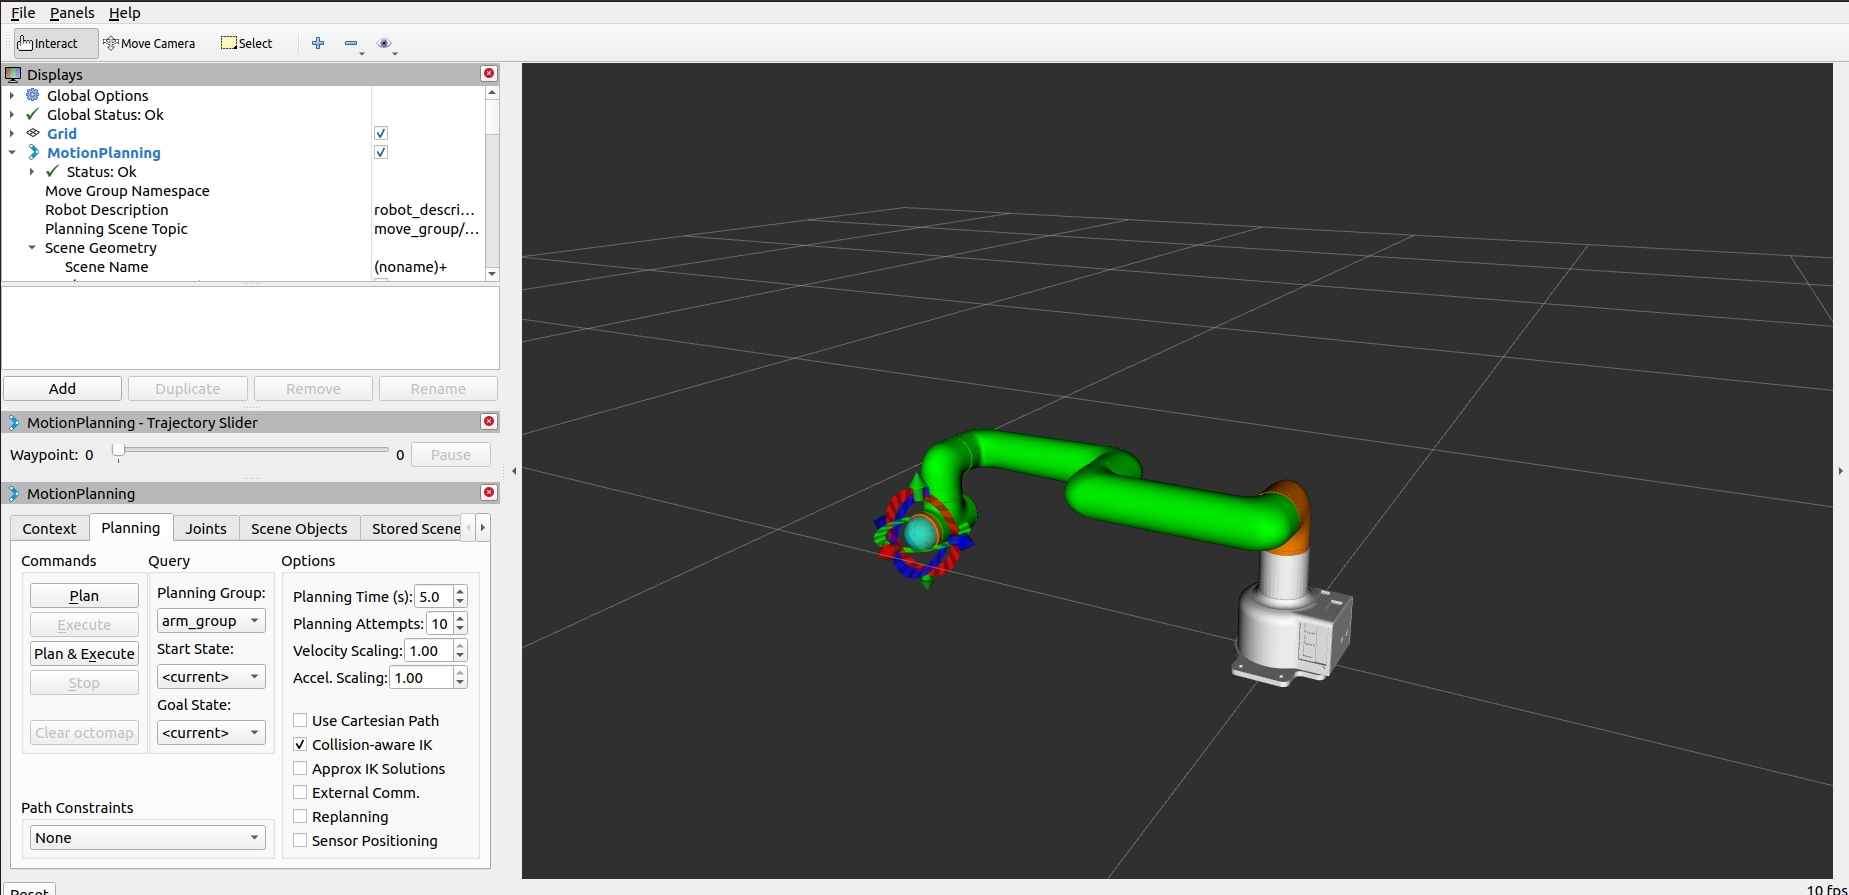 File Panels Help
Interact Move Camera Select
Displays
Global Options
Global Status: Ok
Grid
MotionPlanning
Status: Ok
Move Group Namespace
Robot Description robot_descri...
Planning Scene Topic move_group/...
Scene Geometry
Scene Name (noname)+
Add Duplicate Remove Rename
MotionPlanning - Trajectory Slider
Waypoint: 0 0 Pause
MotionPlanning
Context Planning Joints Scene Objects Stored Scene
Commands Query Options
Plan
Execute
Plan & Execute
Stop
Clear octomap
Planning Group:
arm_group
Start State:
<current>
Goal State:
<current>
Planning Time (s): 5.0
Planning Attempts: 10
Velocity Scaling: 1.00
Accel. Scaling: 1.00
Use Cartesian Path
Collision-aware IK
Approx IK Solutions
External Comm.
Replanning
Sensor Positioning
Path Constraints
None
Reset
10 fps